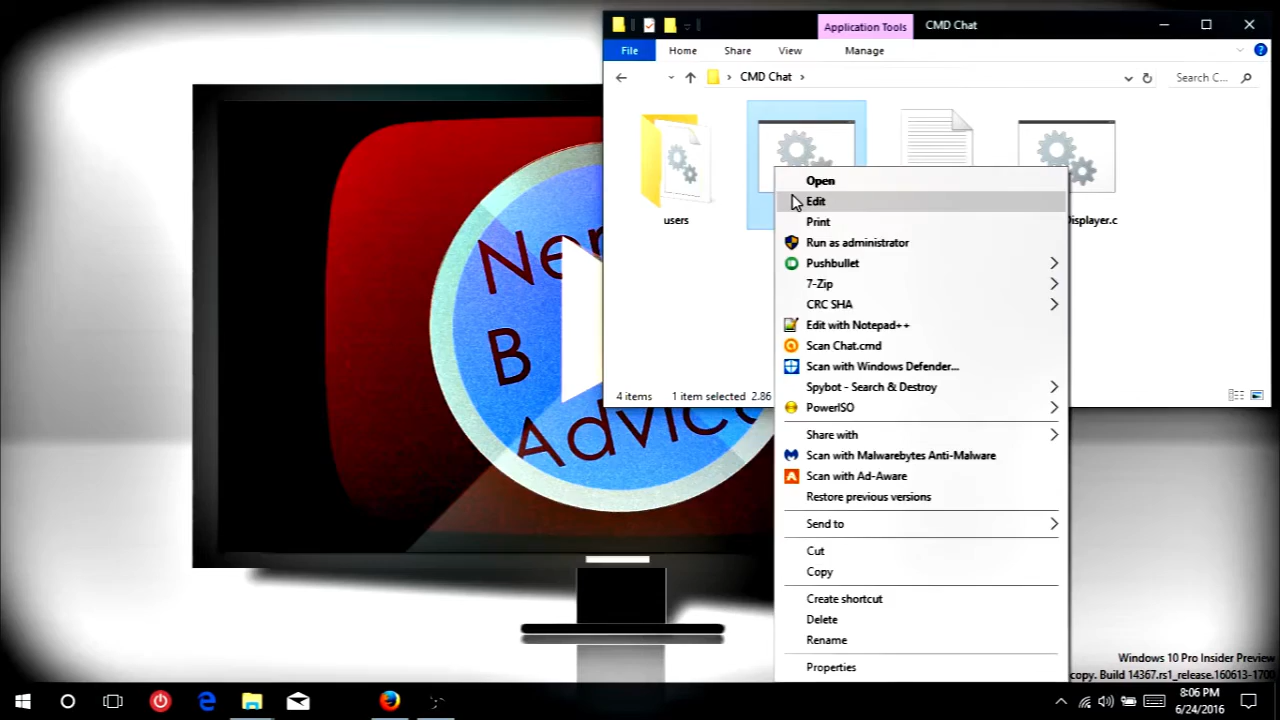 Application Tools
CMD Chat
File
Home
Share
View
Manage
CMD Chat
Search C...
users
Displayer.c
4 items
1 item selected
2.86
Open
Edit
Print
Run as administrator
Pushbullet
7-Zip
CRC SHA
Edit with Notepad++
Scan Chat.cmd
Scan with Windows Defender...
Spybot - Search & Destroy
PowerISO
Share with
Scan with Malwarebytes Anti-Malware
Scan with Ad-Aware
Restore previous versions
Send to
Cut
Copy
Create shortcut
Delete
Rename
Properties
Ner
B
Advice
Windows 10 Pro Insider Preview
copy. Build 14367.rs1_release.160613-1700
8:06 PM
6/24/2016